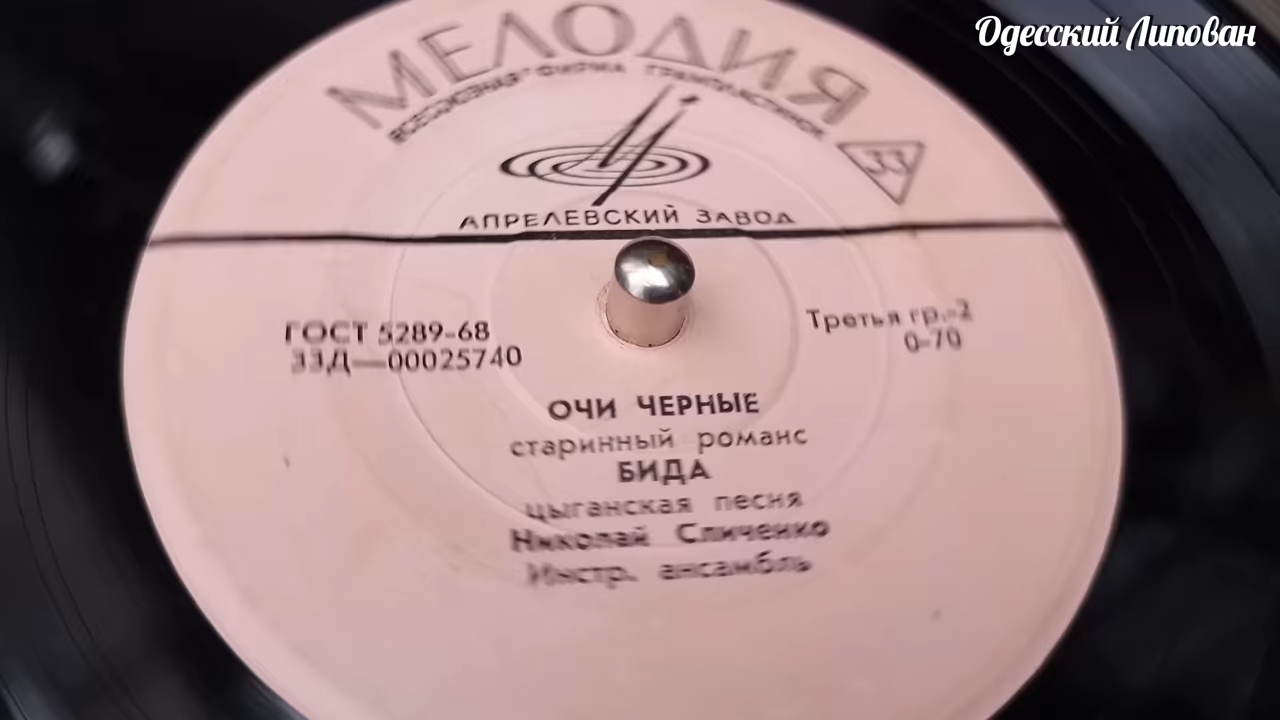 Одесский Липован
МЕЛОДИЯ
ВСЕСОЮЗНАЯ ФИРМА ГРАМПЛАСТИНОК
33
АПРЕЛЕВСКИЙ ЗАВОД
ГОСТ 5289-68
33Д—00025740
Третья гр.-2
0-70
ОЧИ ЧЕРНЫЕ
старинный романс
БИДА
цыганская песня
Николай Сличенко
Инстр. ансамбль